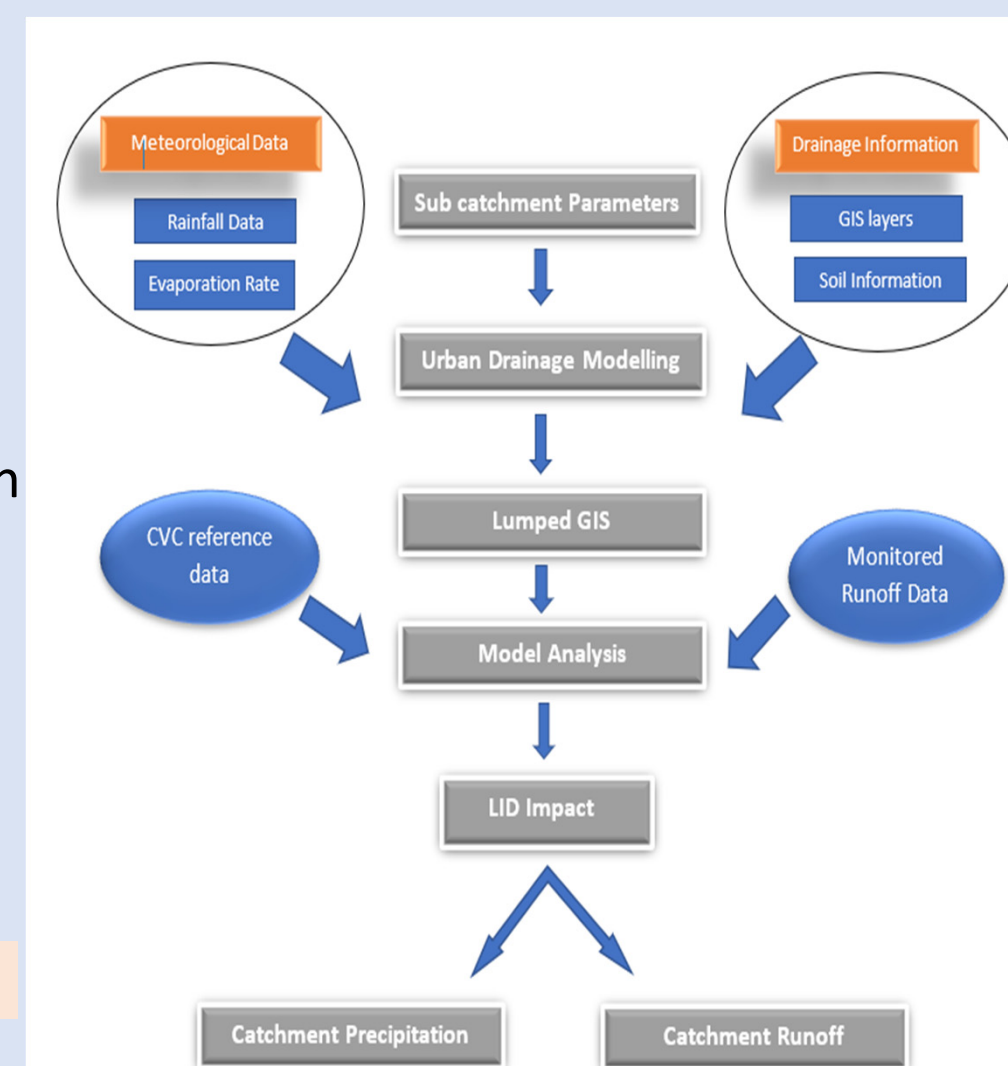 Meteorological Data
Rainfall Data
Evaporation Rate
Drainage Information
GIS layers
Soil Information
Sub catchment Parameters
Urban Drainage Modelling
Lumped GIS
CVC reference
data
Monitored
Runoff Data
Model Analysis
LID Impact
Catchment Precipitation
Catchment Runoff